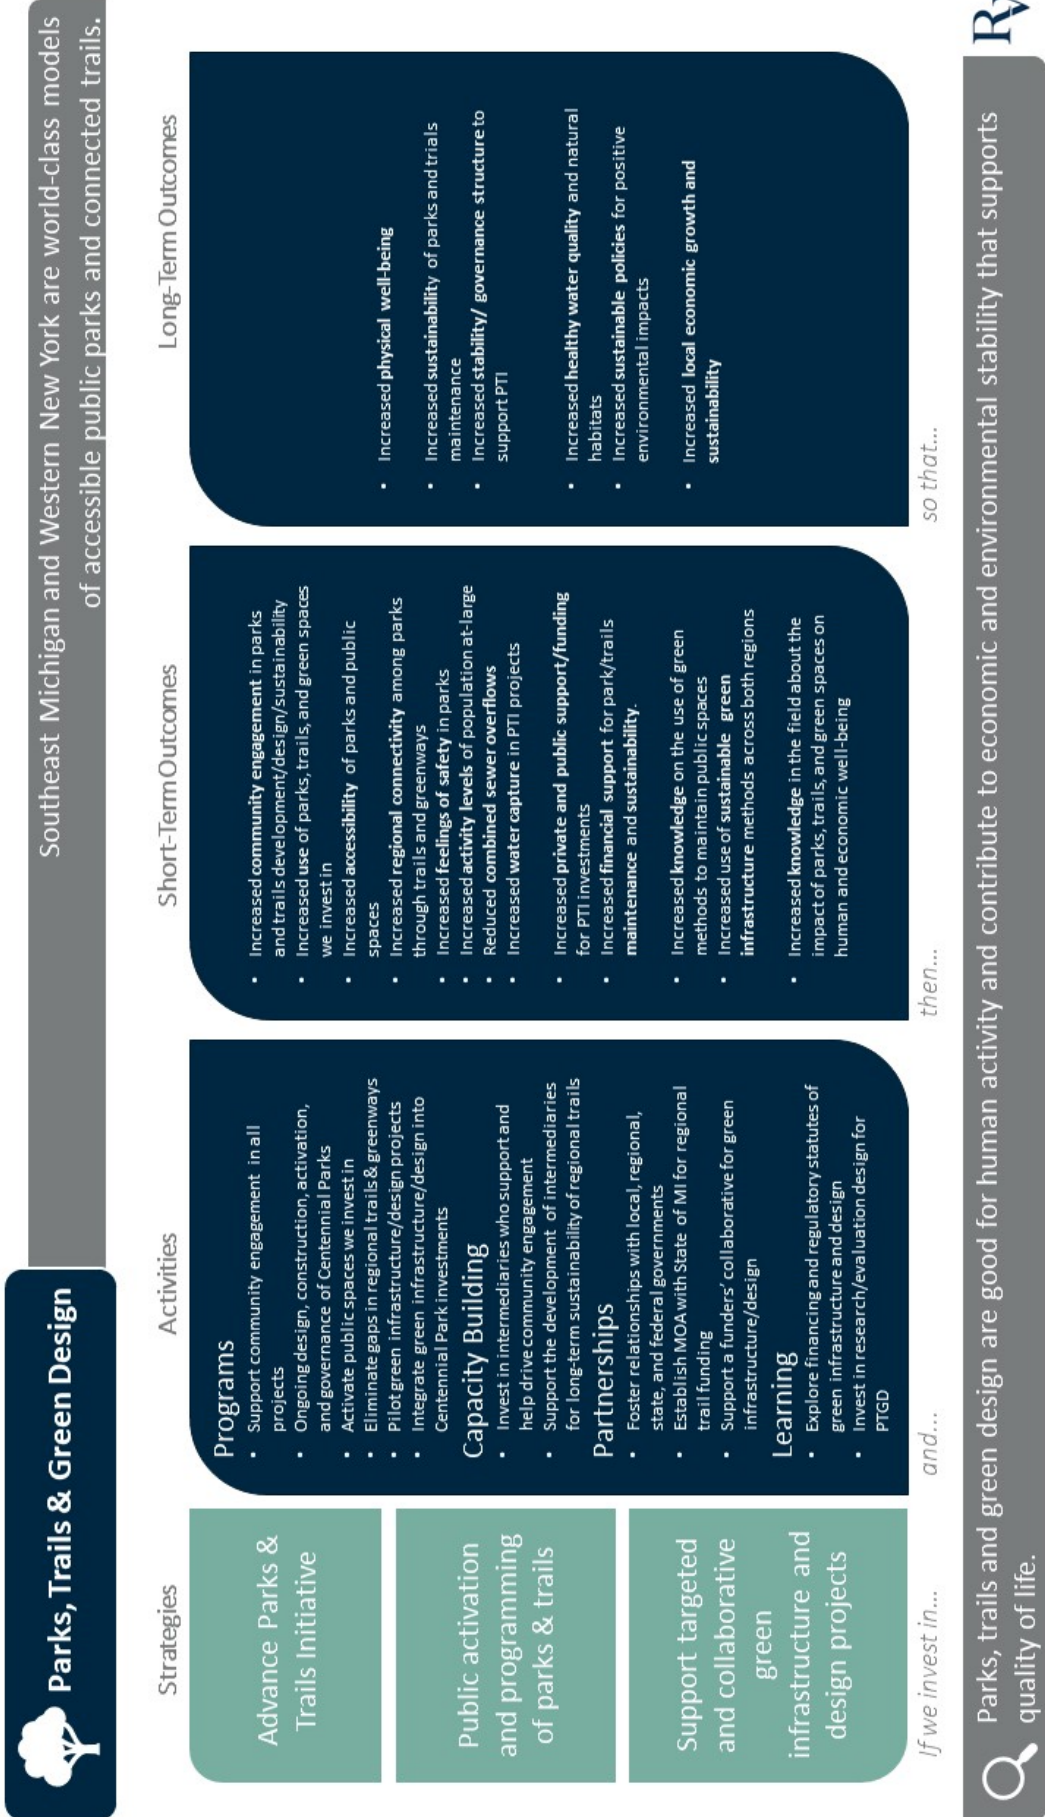 Parks, Trails & Green Design
Southeast Michigan and Western New York are world-class models
of accessible public parks and connected trails.
Strategies
Advance Parks &
Trails Initiative
Public activation
and programming
of parks & trails
Support targeted
and collaborative
green
infrastructure and
design projects
If we invest in...
Activities
Programs
• Support community engagement in all
projects
• Ongoing design, construction, activation,
and governance of Centennial Parks
• Activate public spaces we invest in
• Eliminate gaps in regional trails & greenways
• Pilot green infrastructure/design projects
• Integrate green infrastructure/design into
Centennial Park investments
Capacity Building
• Invest in intermediaries who support and
help drive community engagement
• Support the development of intermediaries
for long-term sustainability of regional trails
Partnerships
• Foster relationships with local, regional,
state, and federal governments
• Establish MOA with State of MI for regional
trail funding
• Support a funders' collaborative for green
infrastructure/design
Learning
• Explore financing and regulatory statutes of
green infrastructure and design
• Invest in research/evaluation design for
PTGD
and...
Short-Term Outcomes
• Increased community engagement in parks
and trails development/design/sustainability
• Increased use of parks, trails, and green spaces
we invest in
• Increased accessibility of parks and public
spaces
• Increased regional connectivity among parks
through trails and greenways
• Increased feelings of safety in parks
• Increased activity levels of population at-large
• Reduced combined sewer overflows
• Increased water capture in PTI projects
• Increased private and public support/funding
for PTI investments
• Increased financial support for park/trails
maintenance and sustainability.
• Increased knowledge on the use of green
methods to maintain public spaces
• Increased use of sustainable green
infrastructure methods across both regions
• Increased knowledge in the field about the
impact of parks, trails, and green spaces on
human and economic well-being
then...
Long-Term Outcomes
• Increased physical well-being
• Increased sustainability of parks and trials
maintenance
• Increased stability/ governance structure to
support PTI
• Increased healthy water quality and natural
habitats
• Increased sustainable policies for positive
environmental impacts
• Increased local economic growth and
sustainability
so that...
Parks, trails and green design are good for human activity and contribute to economic and environmental stability that supports
quality of life.